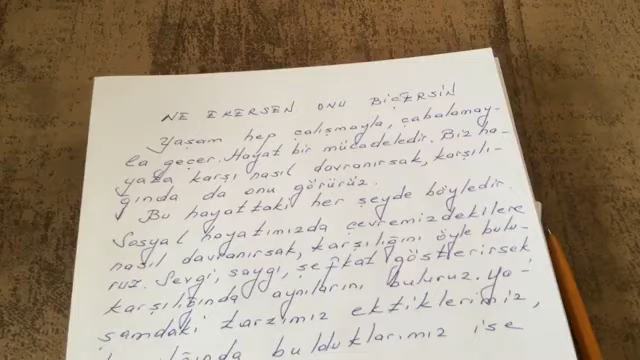 NE EKERSEN ONU BİÇERSİN
Yaşam hep çalışmayla, çabalamay-
la geçer. Hayat bir mücadeledir. Biz ha-
yata karşı nasıl davranırsak, karşılı-
ğında da onu görürüz.
Bu hayattaki her şeyde böyledir.
Sosyal hayatımızda çevremizdekilere
nasıl davranırsak, karşılığını öyle bulu-
ruz. Sevgi, saygı, şefkat gösterirsek
karşılığında aynılarını buluruz. Ya-
şamdaki tarzımız ektiklerimiz,
bulduklarımız ise